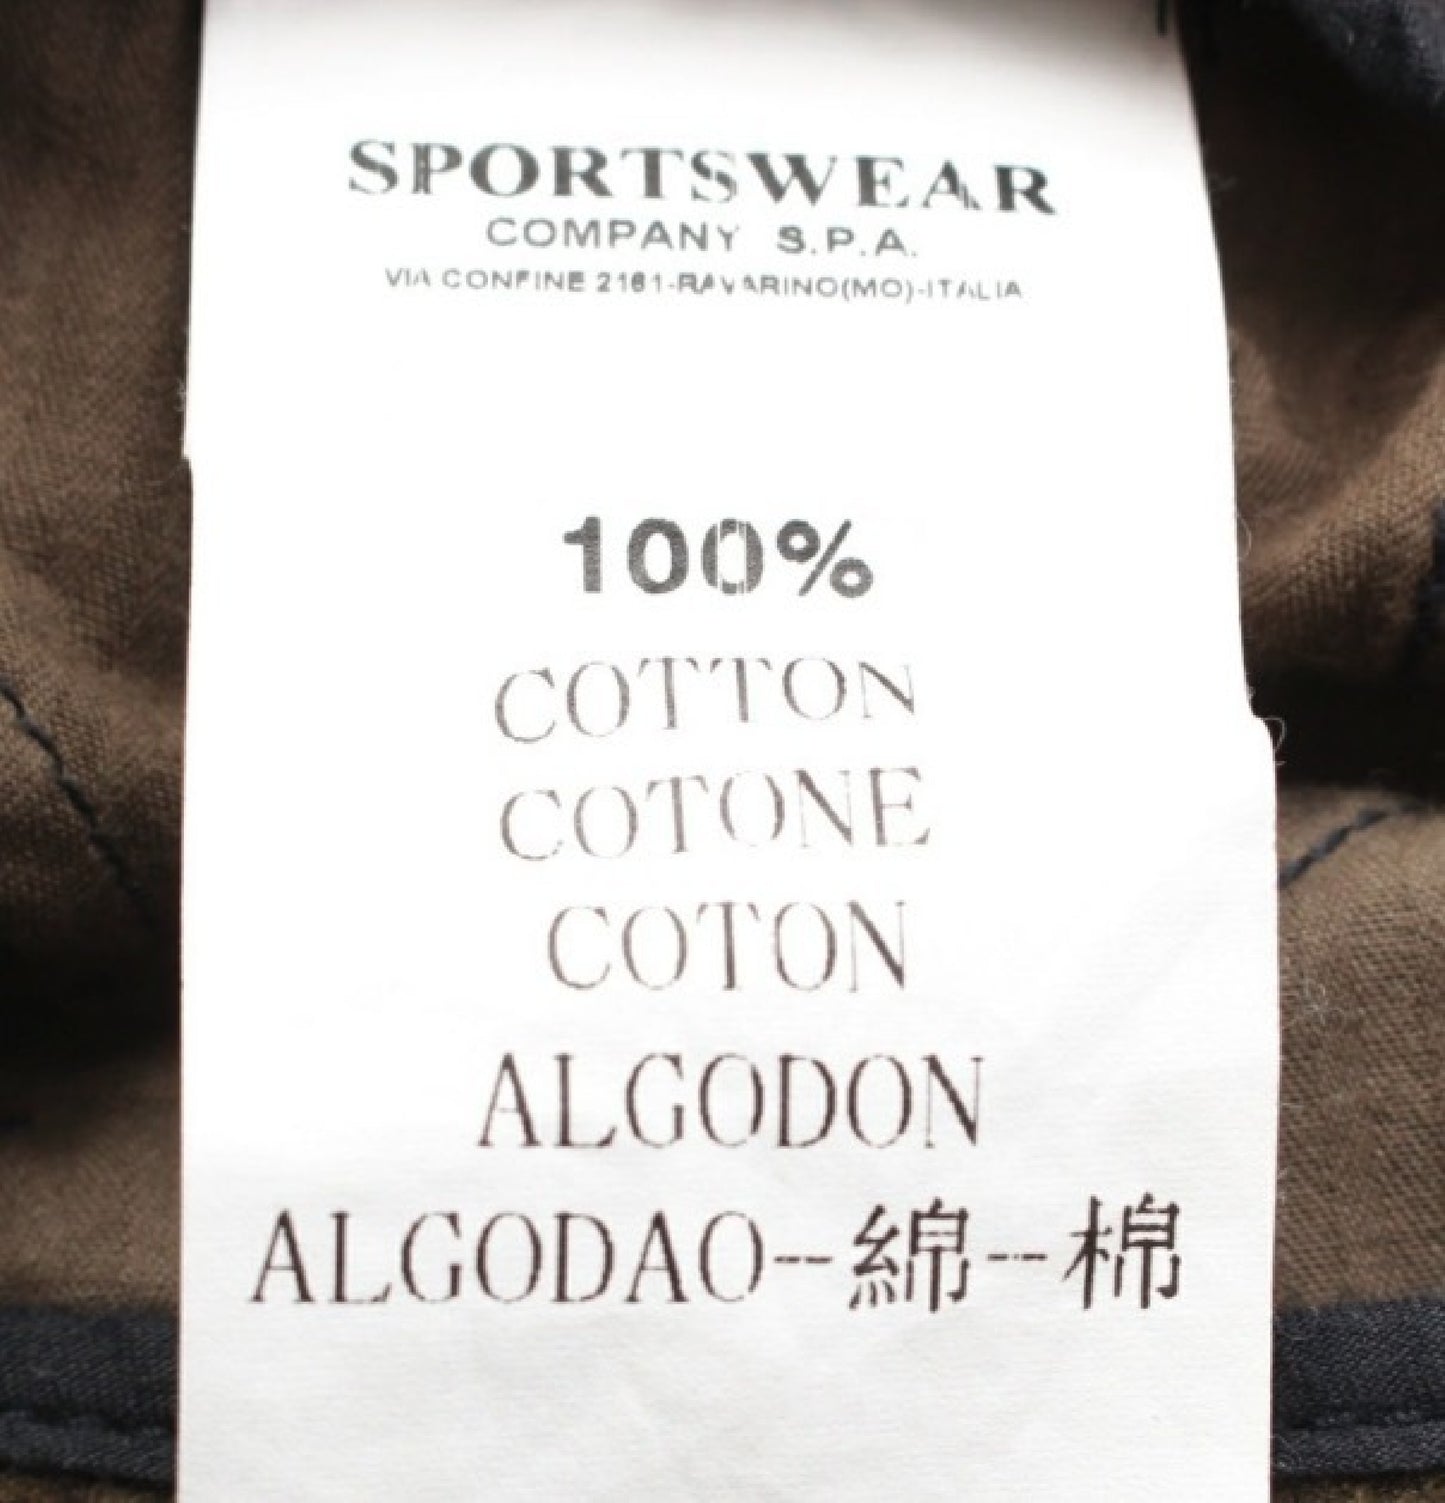 SPORTSWEAR
COMPANY S.P.A.
VIA CONFINE 2161-RAVARINO(MO)-ITALIA
100%
COTTON
COTONE
COTON
ALGODON
ALGODAO--綿--棉